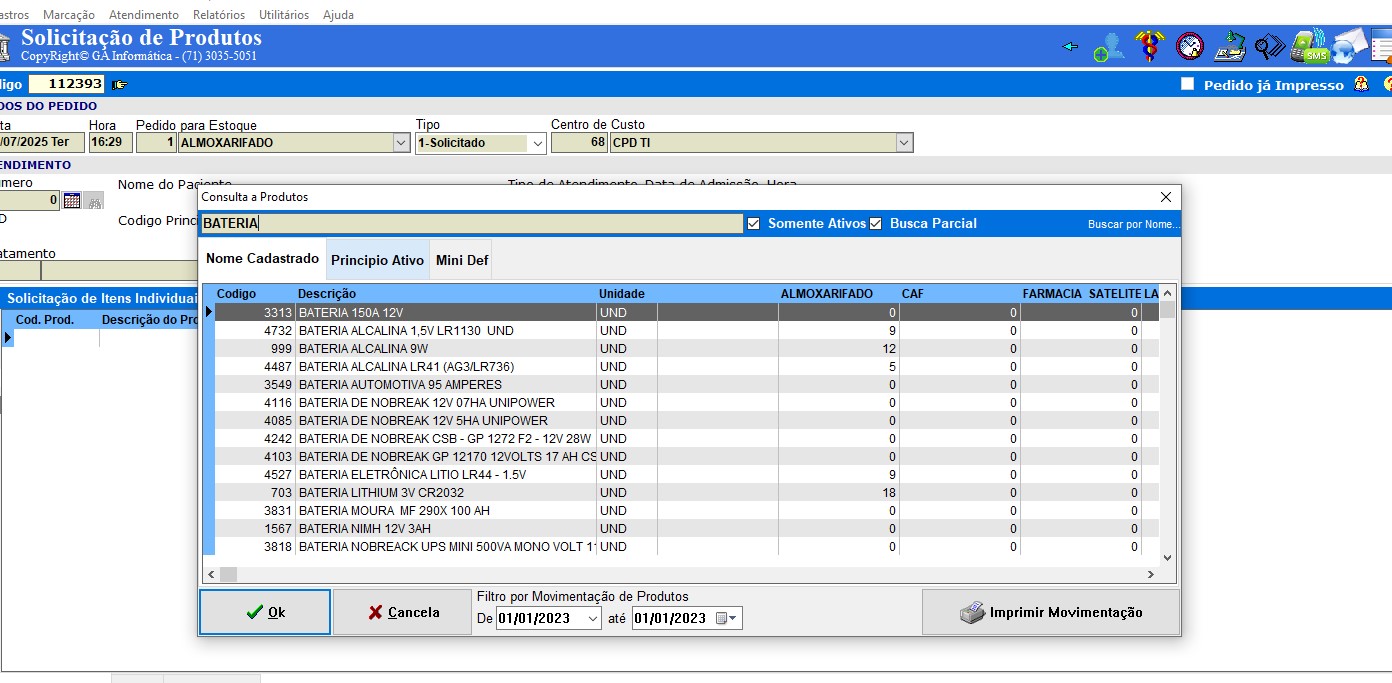 astros Marcação Atendimento Relatórios Utilitários Ajuda
Solicitação de Produtos
CopyRight© GA Informática - (71) 3035-5051
SMS
digo 112393 Pedido já Impresso
DOS DO PEDIDO
ta Hora Pedido para Estoque Tipo Centro de Custo
/07/2025 Ter 16:29 1 ALMOXARIFADO 1-Solicitado 68 CPD TI
ENDIMENTO
úmero Nome do Paciente Tipo de Atendimento Data de Admissão Hora
0
D Codigo Princi
atamento
Solicitação de Itens Individuai
Cod. Prod. Descrição do Pro
Consulta a Produtos
BATERIA Somente Ativos Busca Parcial Buscar por Nome...
Nome Cadastrado Principio Ativo Mini Def
Codigo Descrição Unidade ALMOXARIFADO CAF FARMACIA SATELITE LA
3313 BATERIA 150A 12V UND 0 0 0
4732 BATERIA ALCALINA 1,5V LR1130 UND UND 9 0 0
999 BATERIA ALCALINA 9W UND 12 0 0
4487 BATERIA ALCALINA LR41 (AG3/LR736) UND 5 0 0
3549 BATERIA AUTOMOTIVA 95 AMPERES UND 0 0 0
4116 BATERIA DE NOBREAK 12V 07HA UNIPOWER UND 0 0 0
4085 BATERIA DE NOBREAK 12V 5HA UNIPOWER UND 0 0 0
4242 BATERIA DE NOBREAK CSB - GP 1272 F2 - 12V 28W UND 0 0 0
4103 BATERIA DE NOBREAK GP 12170 12VOLTS 17 AH CS UND 0 0 0
4527 BATERIA ELETRÔNICA LITIO LR44 - 1.5V UND 9 0 0
703 BATERIA LITHIUM 3V CR2032 UND 18 0 0
3831 BATERIA MOURA MF 290X 100 AH UND 0 0 0
1567 BATERIA NIMH 12V 3AH UND 0 0 0
3818 BATERIA NOBREACK UPS MINI 500VA MONO VOLT 1 UND 0 0 0
Ok Cancela Filtro por Movimentação de Produtos
De 01/01/2023 até 01/01/2023 Imprimir Movimentação